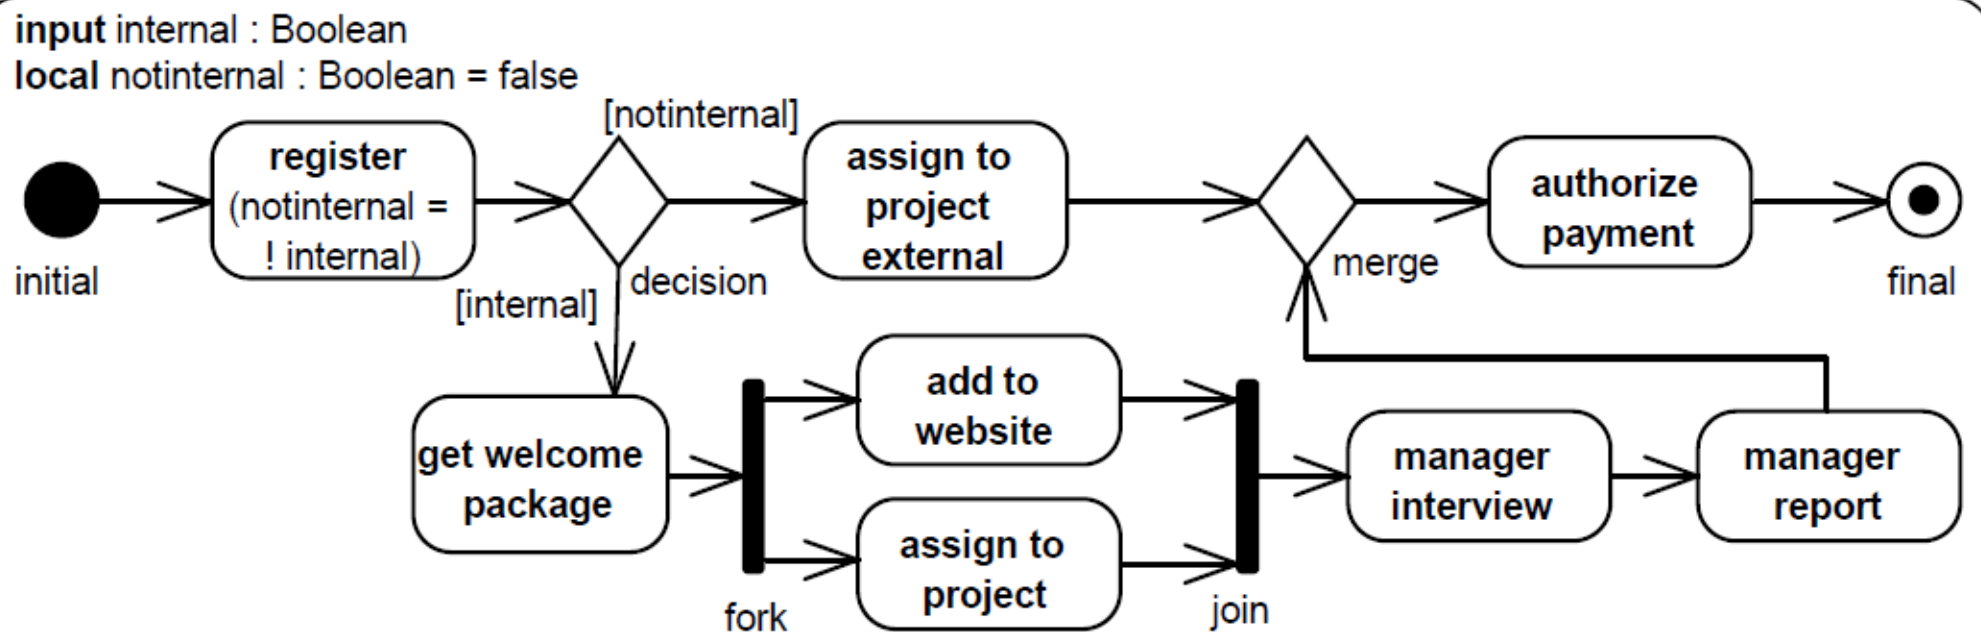 input internal : Boolean
local notinternal : Boolean = false
[notinternal]
register
(notinternal =
! internal)
assign to
project
external
authorize
payment
initial
[internal]
decision
merge
final
get welcome
package
add to
website
assign to
project
manager
interview
manager
report
fork
join